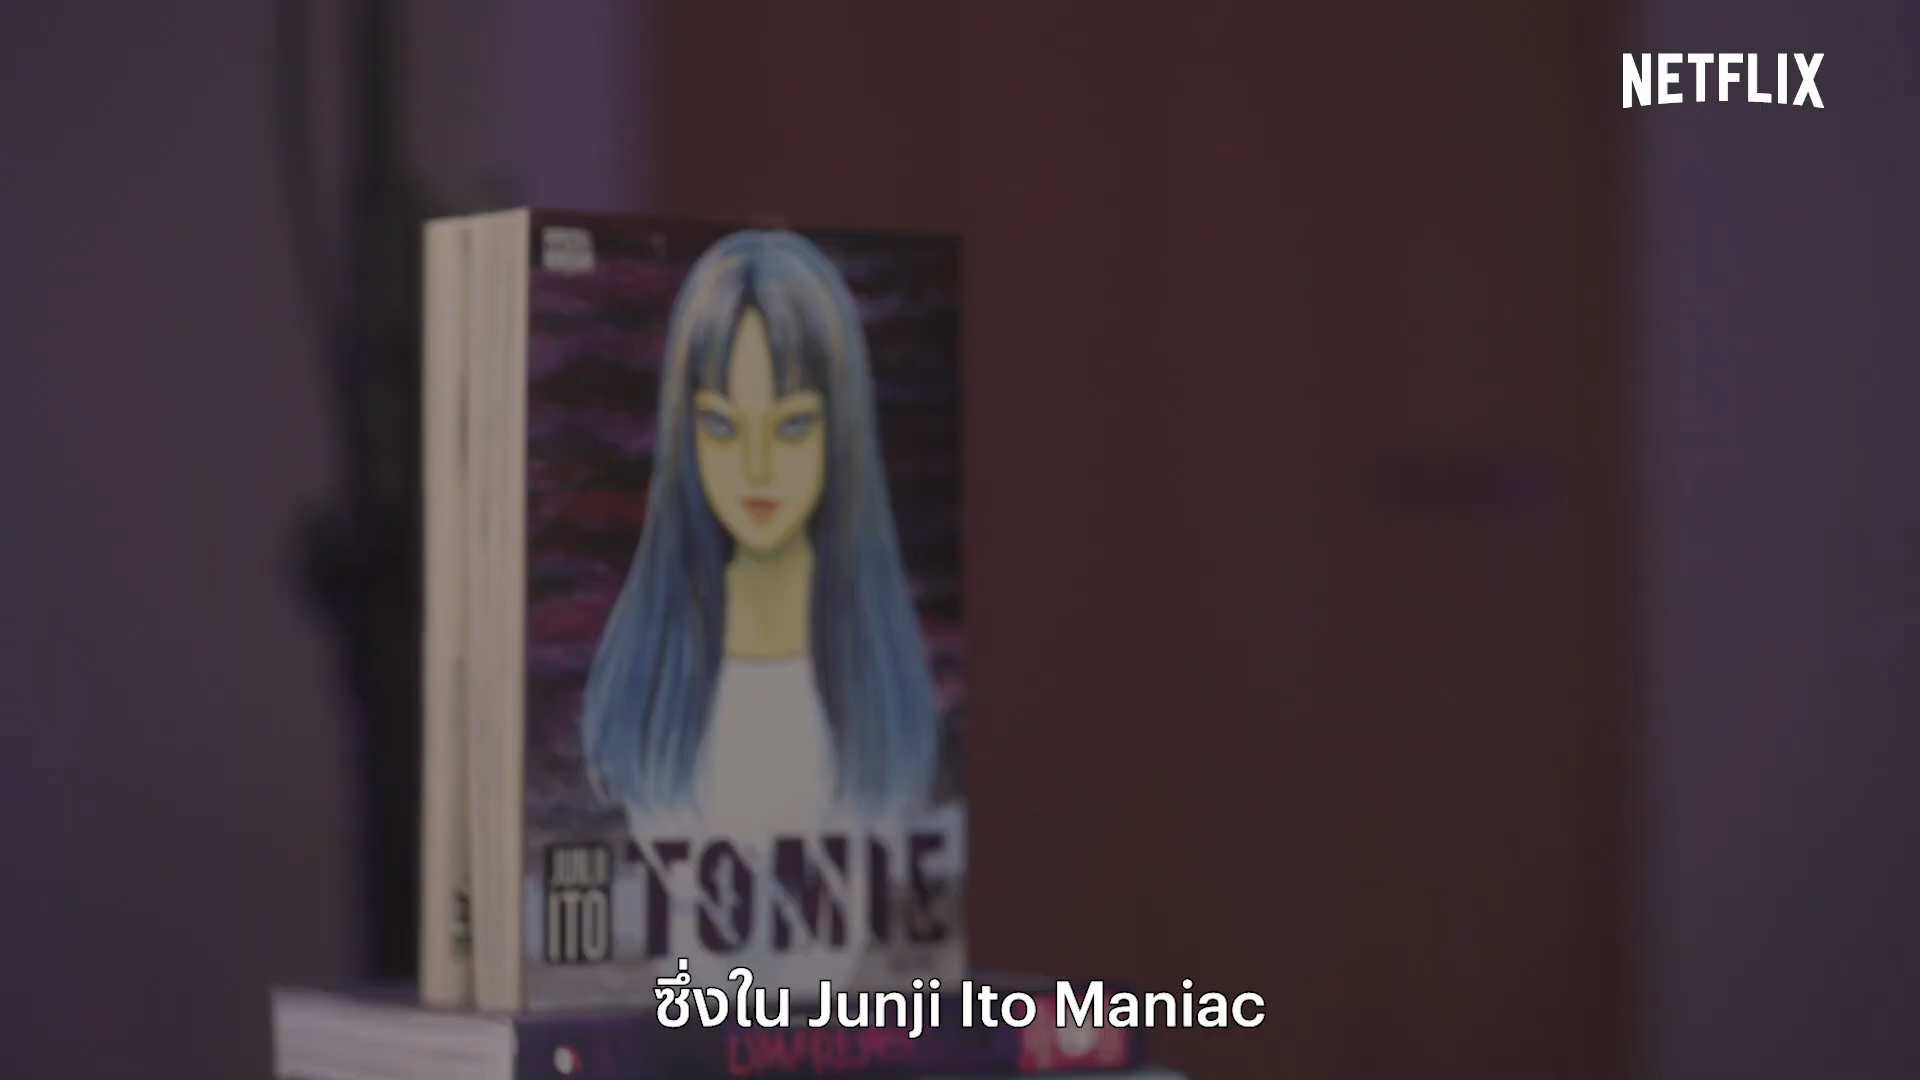 NETFLIX
JUNJI
ITO
TOMIE
ซึ่งใน Junji Ito Maniac